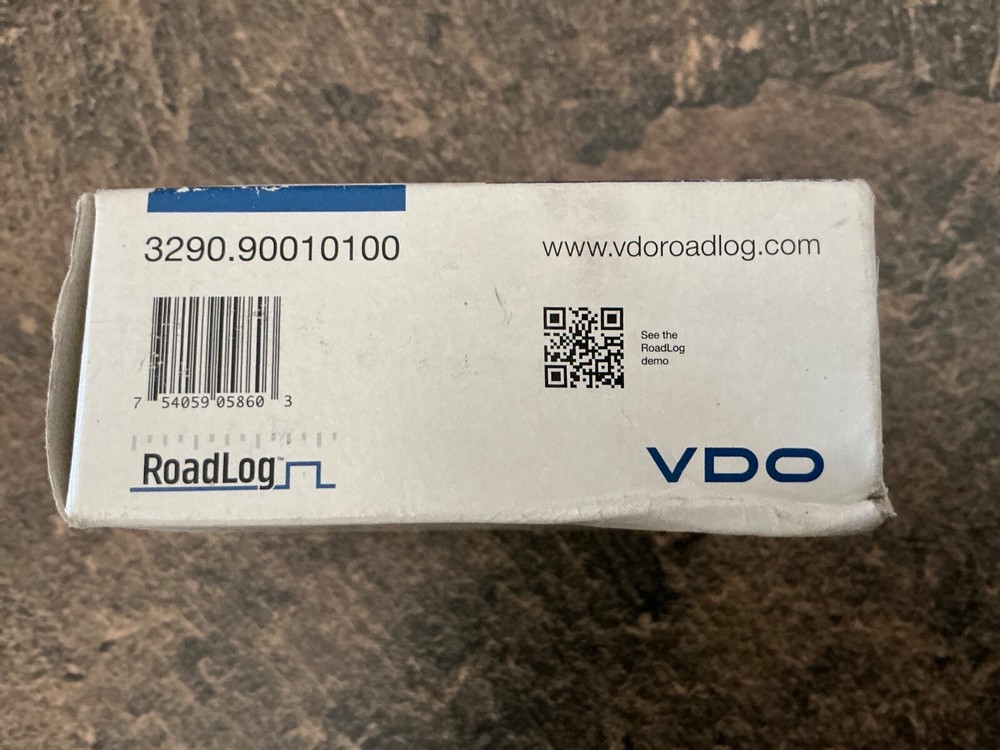 3290.90010100
www.vdoroadlog.com
See the
RoadLog
demo
7 54059 05860 3
RoadLog™
VDO